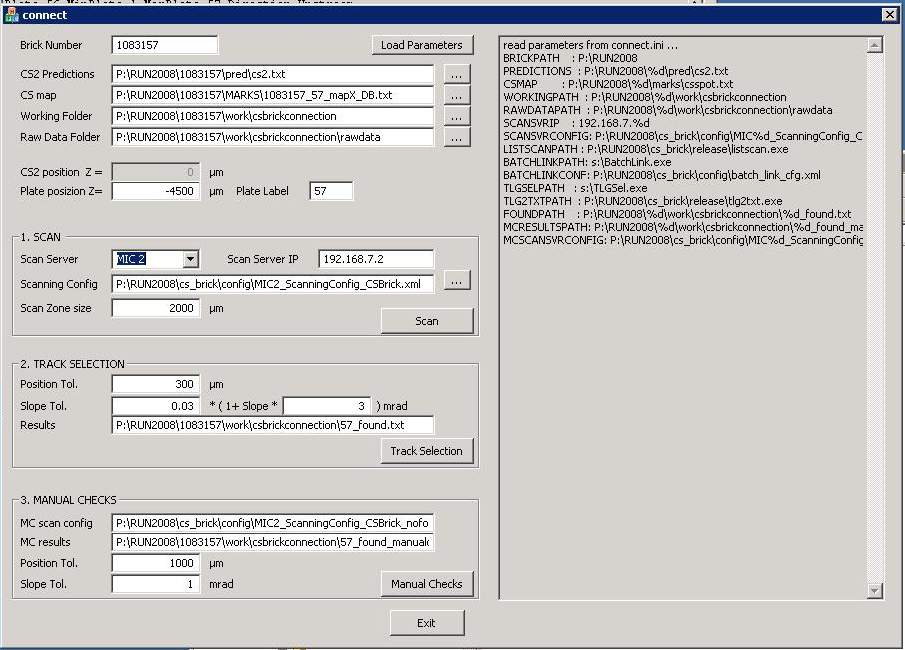 connect
Brick Number 1083157 Load Parameters
CS2 Predictions P:\RUN2008\1083157\pred\cs2.txt ...
CS map P:\RUN2008\1083157\MARKS\1083157_57_mapX_DB.txt ...
Working Folder P:\RUN2008\1083157\work\csbrickconnection ...
Raw Data Folder P:\RUN2008\1083157\work\csbrickconnection\rawdata ...
CS2 position Z = 0 µm
Plate posizion Z= -4500 µm Plate Label 57
1. SCAN
Scan Server MIC 2 Scan Server IP 192.168.7.2
Scanning Config P:\RUN2008\cs_brick\config\MIC2_ScanningConfig_CSBrick.xml ...
Scan Zone size 2000 µm
Scan
2. TRACK SELECTION
Position Tol. 300 µm
Slope Tol. 0.03 * ( 1+ Slope * 3 ) mrad
Results P:\RUN2008\1083157\work\csbrickconnection\57_found.txt
Track Selection
3. MANUAL CHECKS
MC scan config P:\RUN2008\cs_brick\config\MIC2_ScanningConfig_CSBrick_nofo
MC results P:\RUN2008\1083157\work\csbrickconnection\57_found_manual
Position Tol. 1000 µm
Slope Tol. 1 mrad Manual Checks
Exit
read parameters from connect.ini ...
BRICKPATH : P:\RUN2008
PREDICTIONS : P:\RUN2008\%d\pred\cs2.txt
CSMAP : P:\RUN2008\%d\marks\csspot.txt
WORKINGPATH : P:\RUN2008\%d\work\csbrickconnection
RAWDATAPATH : P:\RUN2008\%d\work\csbrickconnection\rawdata
SCANSVRIP : 192.168.7.%d
SCANSVRCONFIG: P:\RUN2008\cs_brick\config\MIC%d_ScanningConfig_C
LISTSCANPATH : P:\RUN2008\cs_brick\release\listscan.exe
BATCHLINKPATH: s:\BatchLink.exe
BATCHLINKCONF: P:\RUN2008\cs_brick\config\batch_link_cfg.xml
TLGSELPATH : s:\TLGSel.exe
TLG2TXTPATH : P:\RUN2008\cs_brick\release\tlg2txt.exe
FOUNDPATH : P:\RUN2008\%d\work\csbrickconnection\%d_found.txt
MCRESULTSPATH: P:\RUN2008\%d\work\csbrickconnection\%d_found_ma
MCSCANSVRCONFIG: P:\RUN2008\cs_brick\config\MIC%d_ScanningConfig